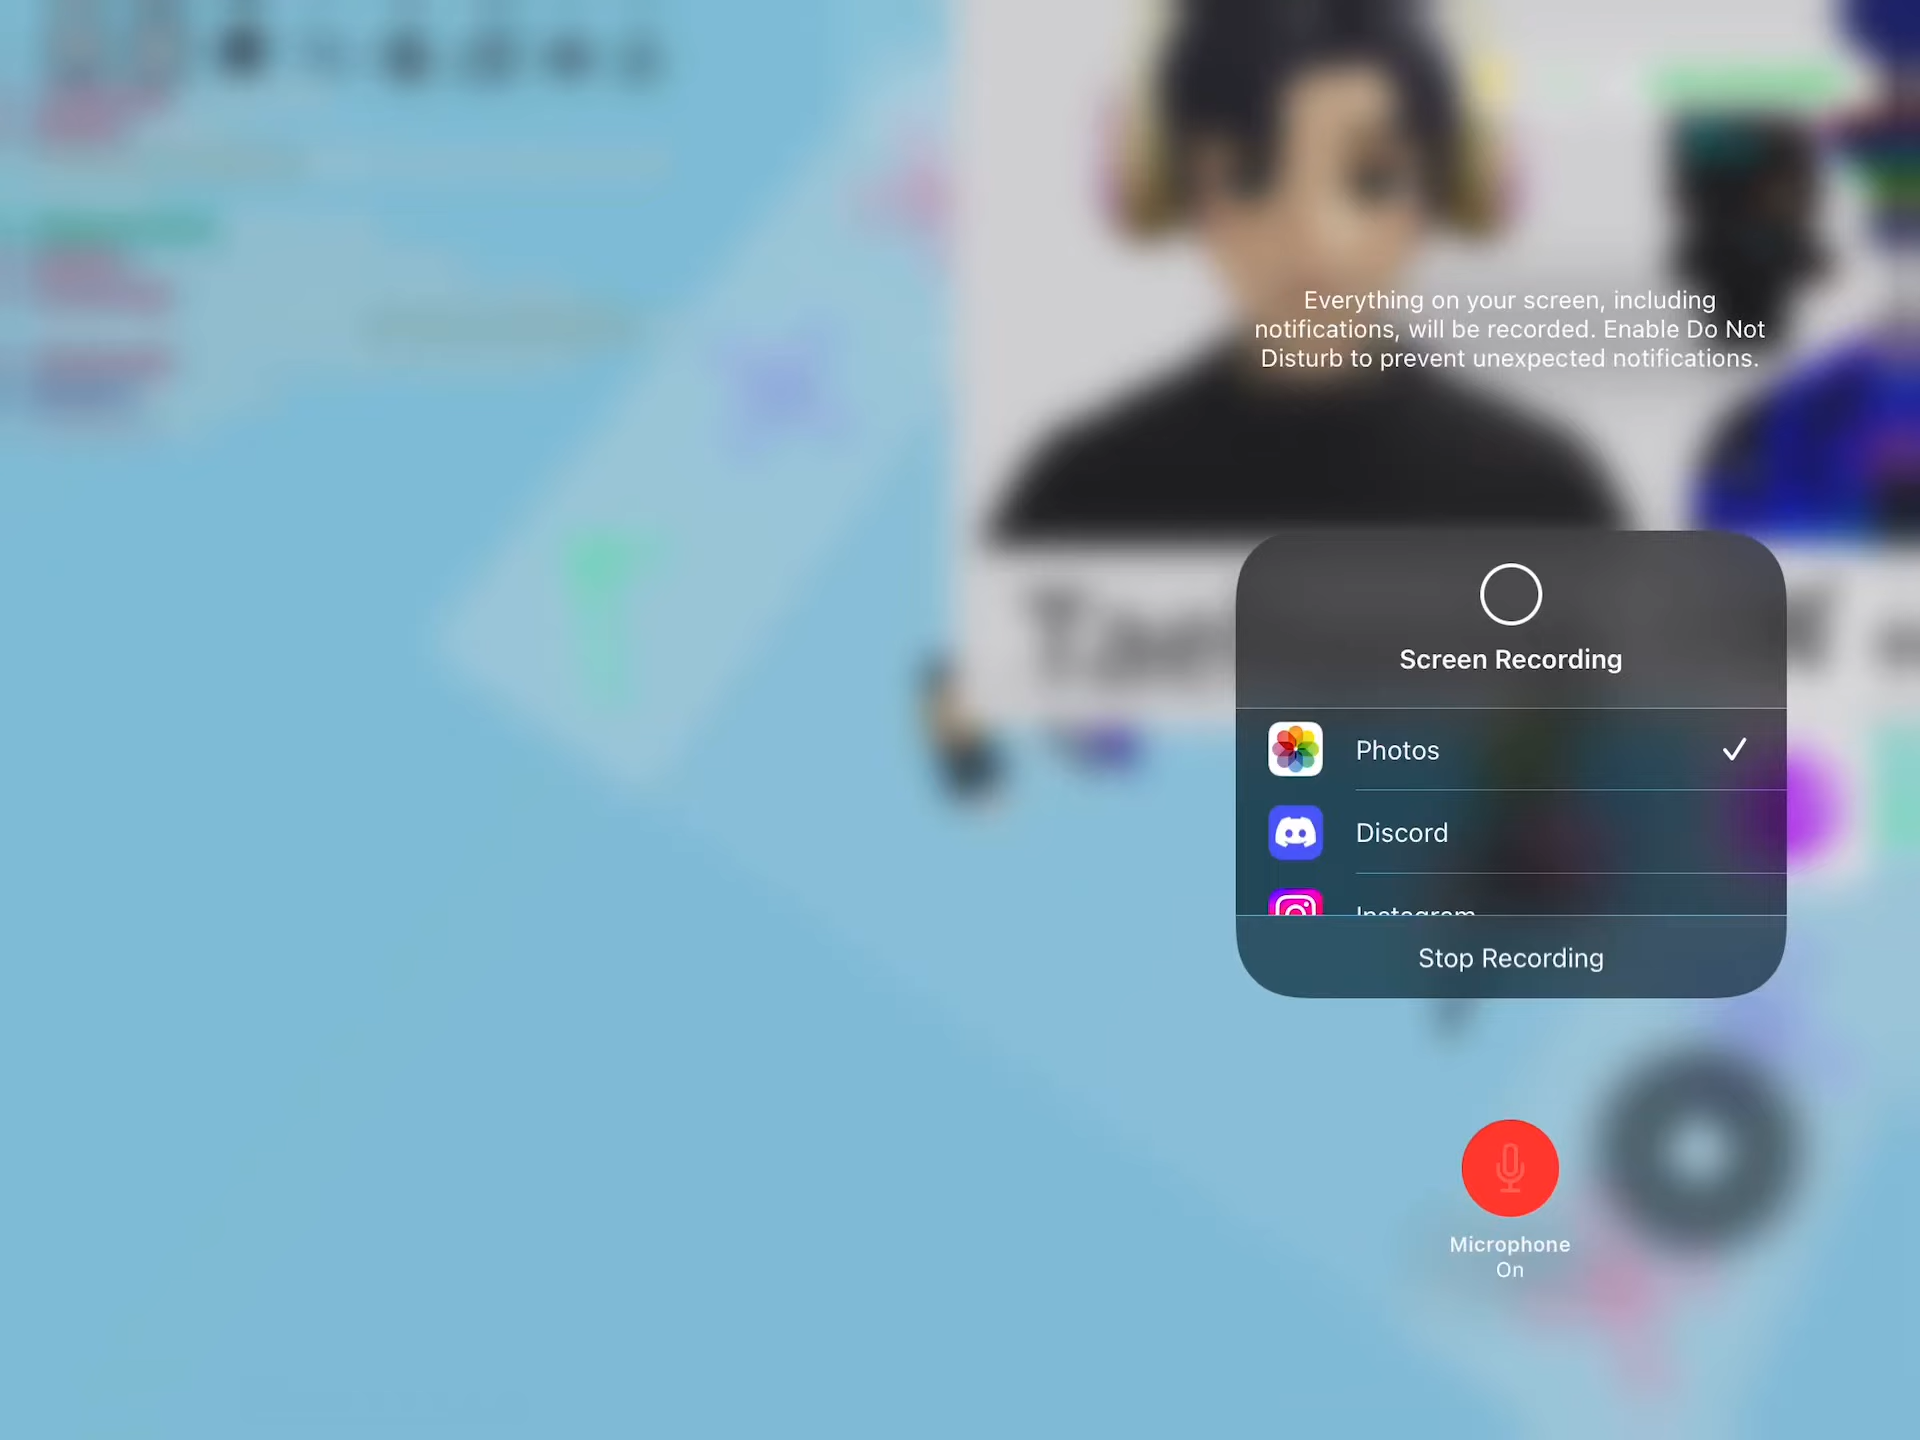 Everything on your screen, including
notifications, will be recorded. Enable Do Not
Disturb to prevent unexpected notifications.
Screen Recording
Photos
Discord
Instagram
Stop Recording
Microphone
On